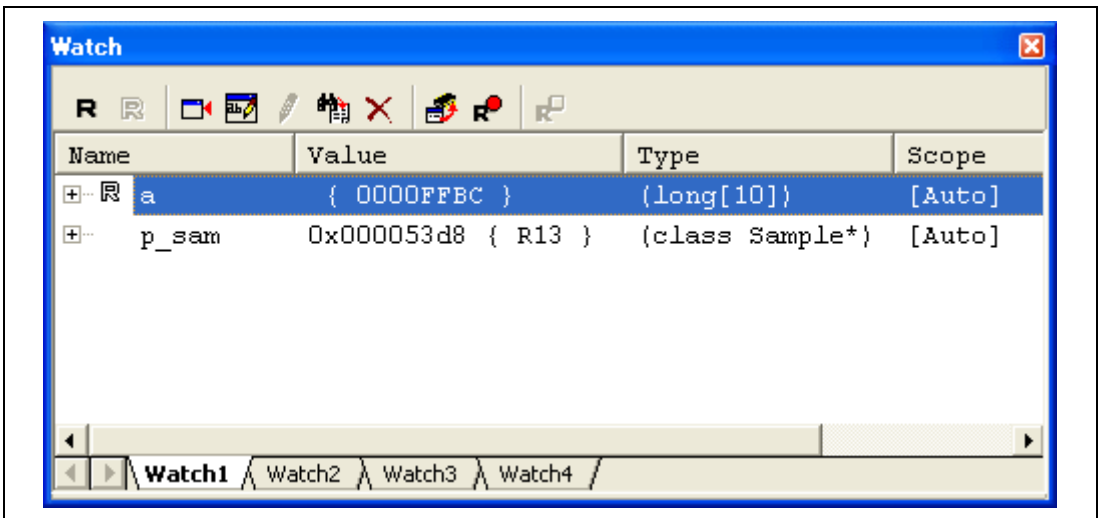 Watch
R R R R
Name Value Type Scope
R a { 0000FFBC } (long[10]) [Auto]
p_sam 0x000053d8 { R13 } (class Sample*) [Auto]
Watch1 Watch2 Watch3 Watch4